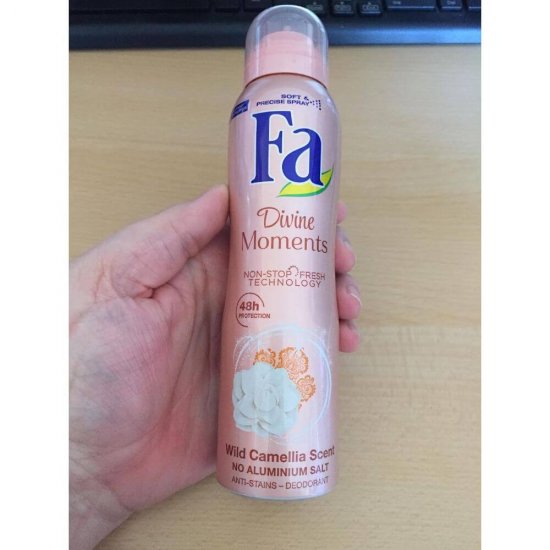 SOFT &
PRECISE SPRAY
Fa
Divine
Moments
NON-STOP FRESH
TECHNOLOGY
48h
PROTECTION
Wild Camellia Scent
NO ALUMINIUM SALT
ANTI-STAINS – DEODORANT